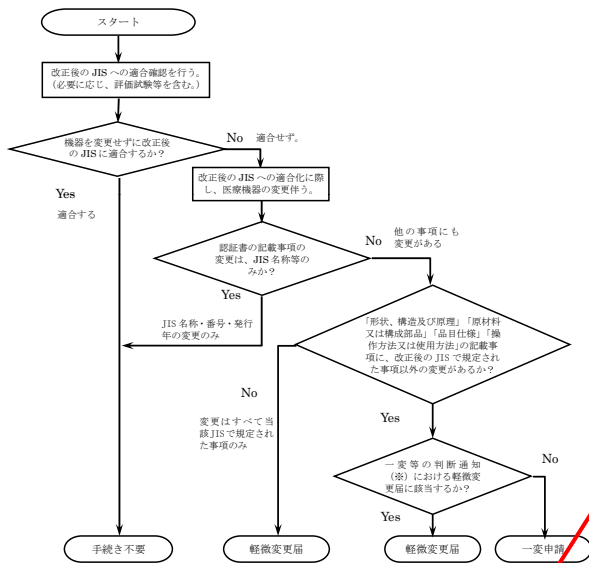 スタート
改正後の JIS への適合確認を行う。
（必要に応じ、評価試験等を含む。）
機器を変更せずに改正後
の JIS に適合するか？
No 適合せず。
Yes
適合する
改正後の JIS への適合化に際
し、医療機器の変更伴う。
認証書の記載事項の
変更は、JIS 名称等の
みか？
No
他の事項にも
変更がある
Yes
JIS 名称・番号・発行
年の変更のみ
「形状、構造及び原理」「原材料
又は構成部品」「品目仕様」「操
作方法又は使用方法」の記載事
項に、改正後の JIS で規定され
た事項以外の変更があるか？
No
変更はすべて当
該 JIS で規定され
た事項のみ
Yes
一変等の判断通知
（※）における軽微変
更届に該当するか？
No
Yes
手続き不要
軽微変更届
軽微変更届
一変申請